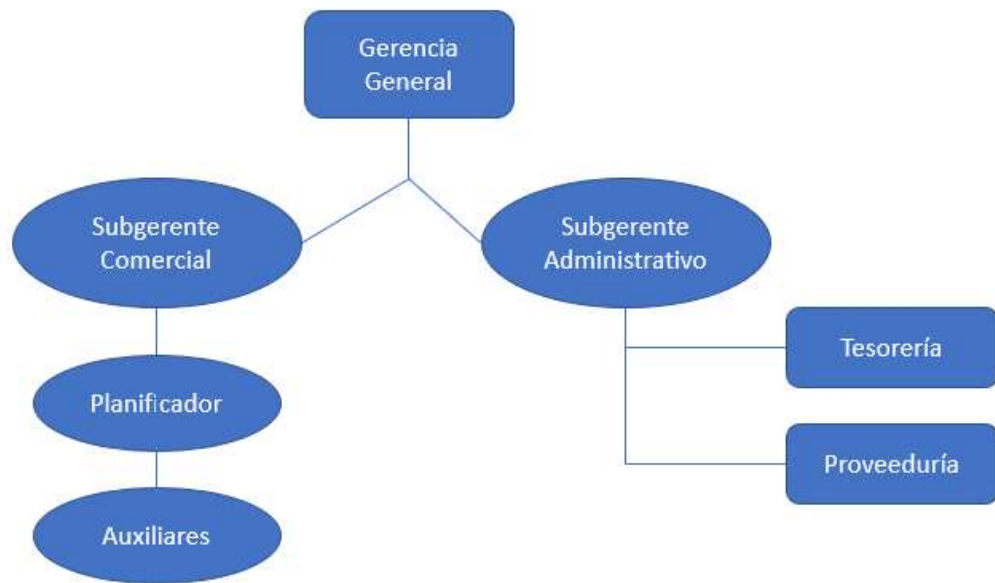 Gerencia
General
Subgerente
Comercial
Subgerente
Administrativo
Planificador
Auxiliares
Tesorería
Proveeduría